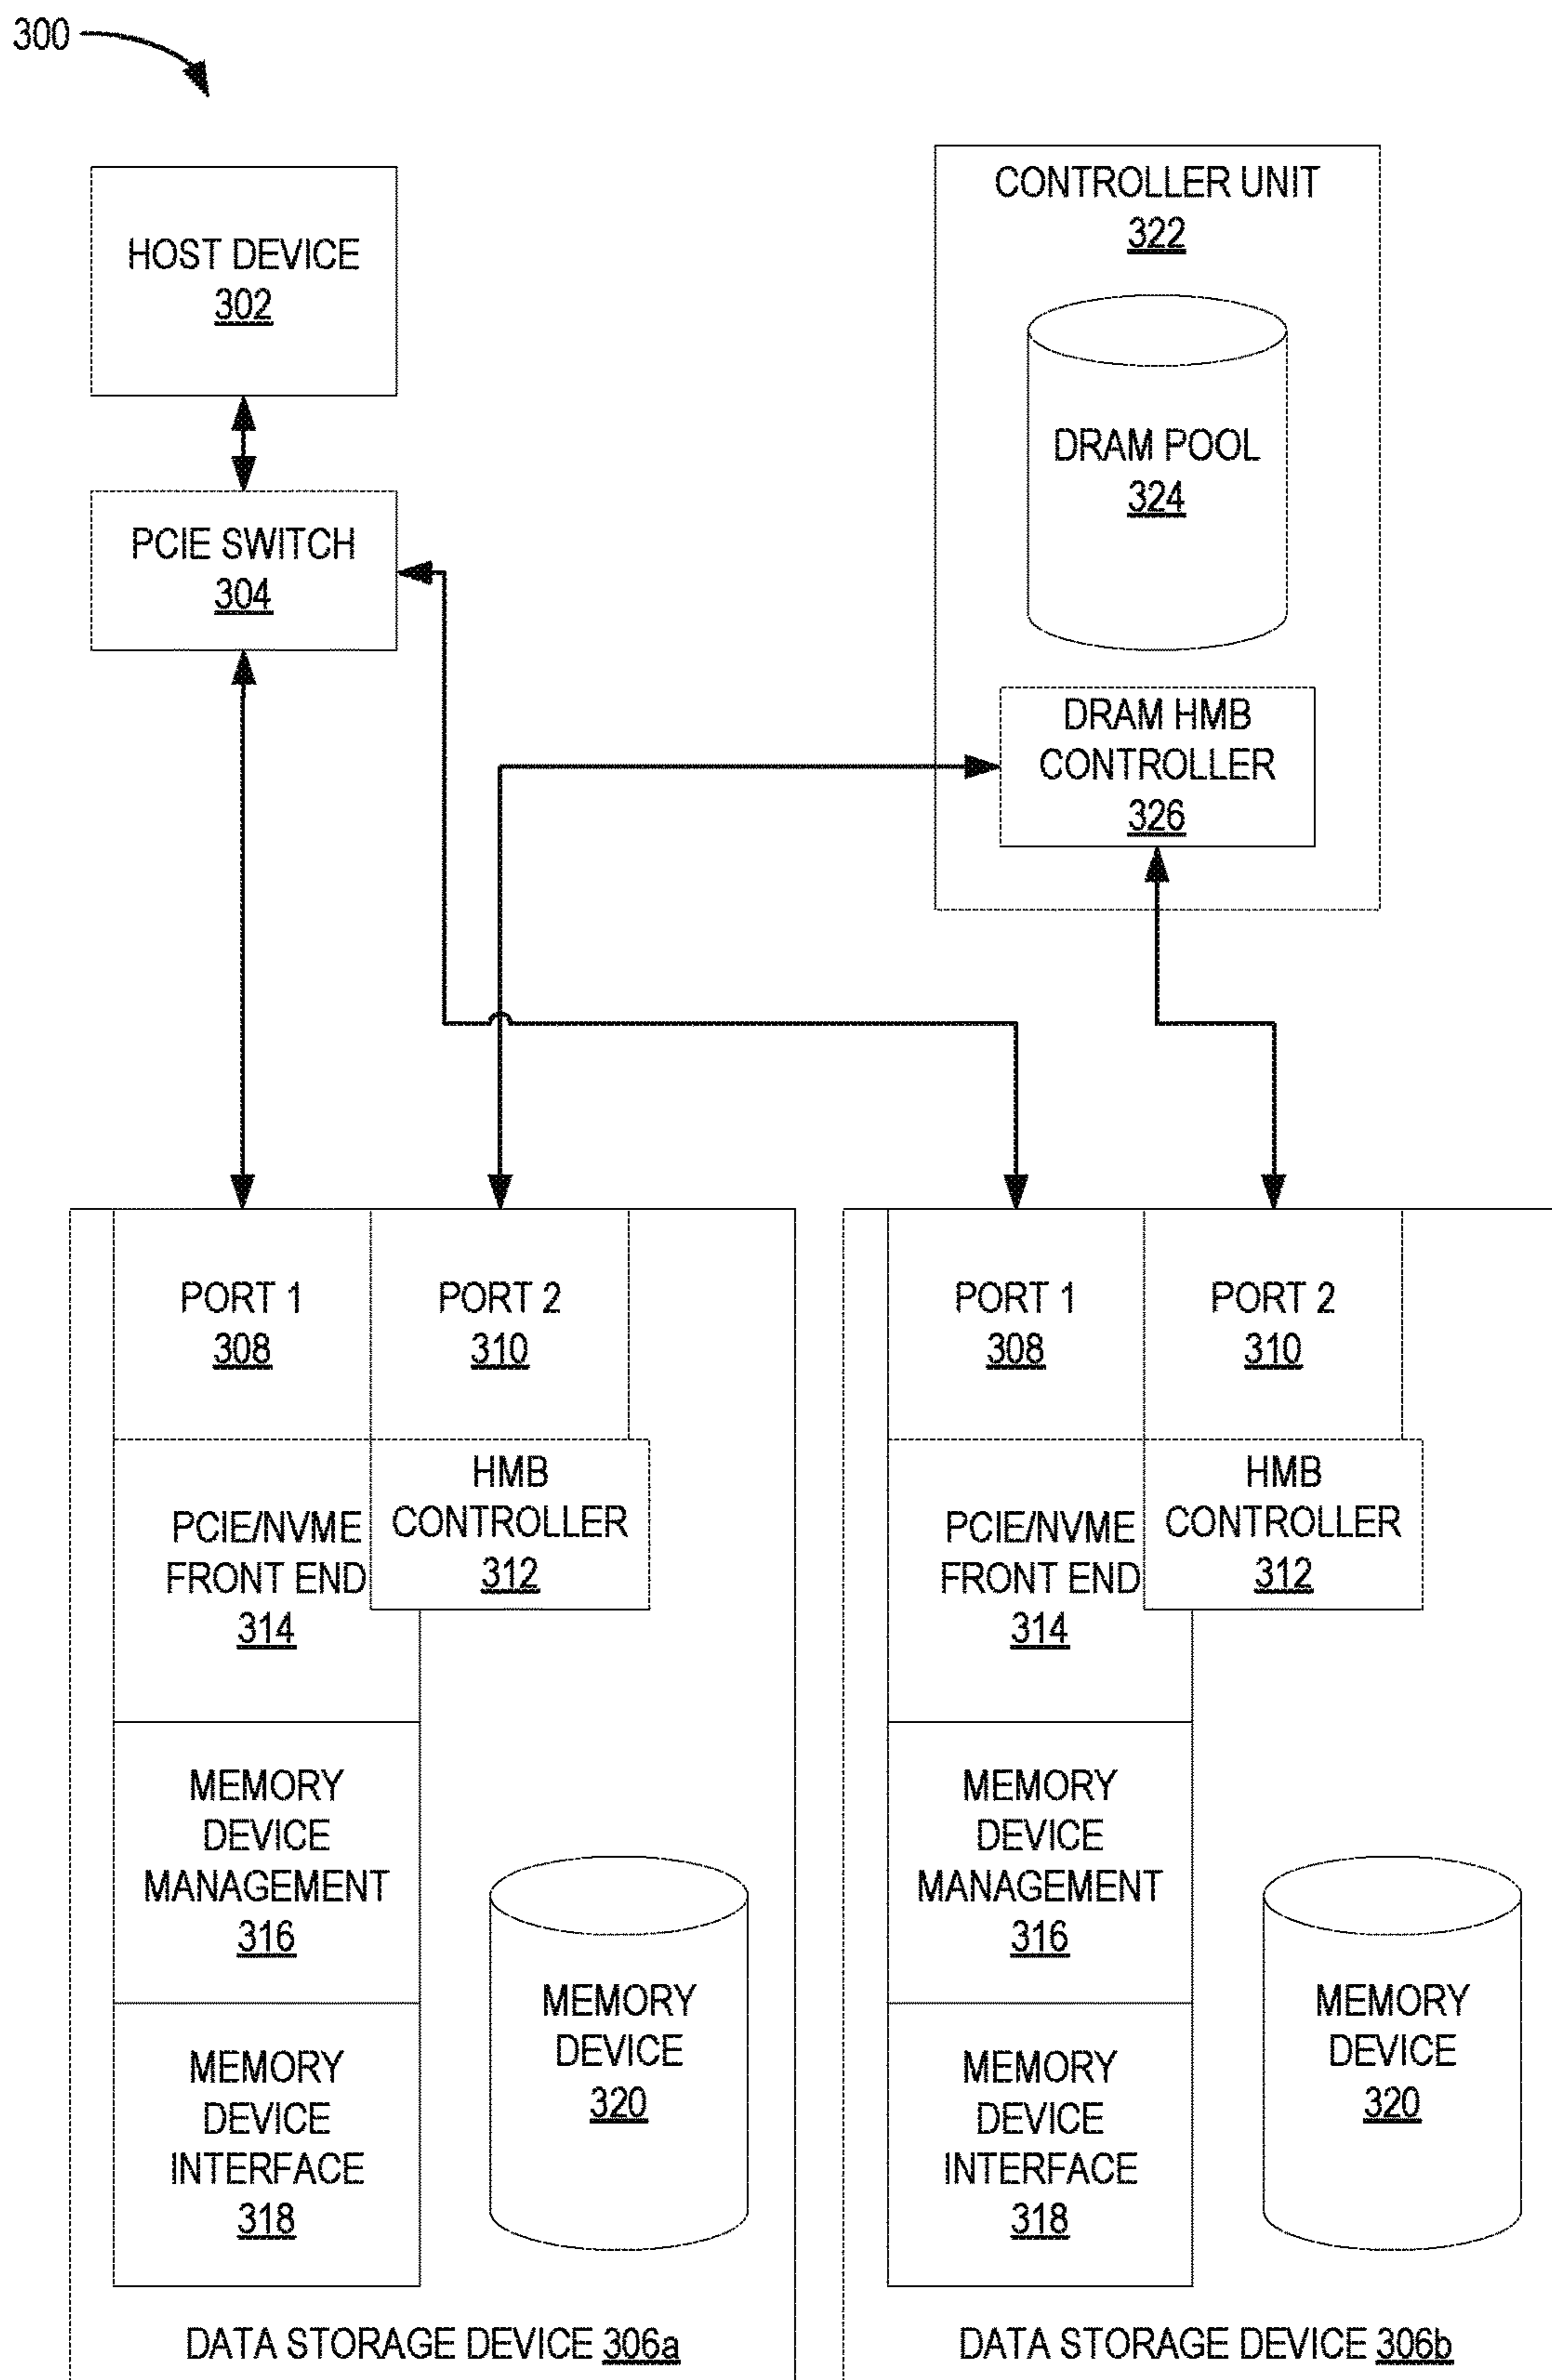 300
HOST DEVICE
302
PCIE SWITCH
304
CONTROLLER UNIT
322
DRAM POOL
324
DRAM HMB
CONTROLLER
326
PORT 1
308
PORT 2
310
HMB
CONTROLLER
312
PCIE/NVME
FRONT END
314
MEMORY
DEVICE
MANAGEMENT
316
MEMORY
DEVICE
INTERFACE
318
MEMORY
DEVICE
320
DATA STORAGE DEVICE 306a
PORT 1
308
PORT 2
310
HMB
CONTROLLER
312
PCIE/NVME
FRONT END
314
MEMORY
DEVICE
MANAGEMENT
316
MEMORY
DEVICE
INTERFACE
318
MEMORY
DEVICE
320
DATA STORAGE DEVICE 306b